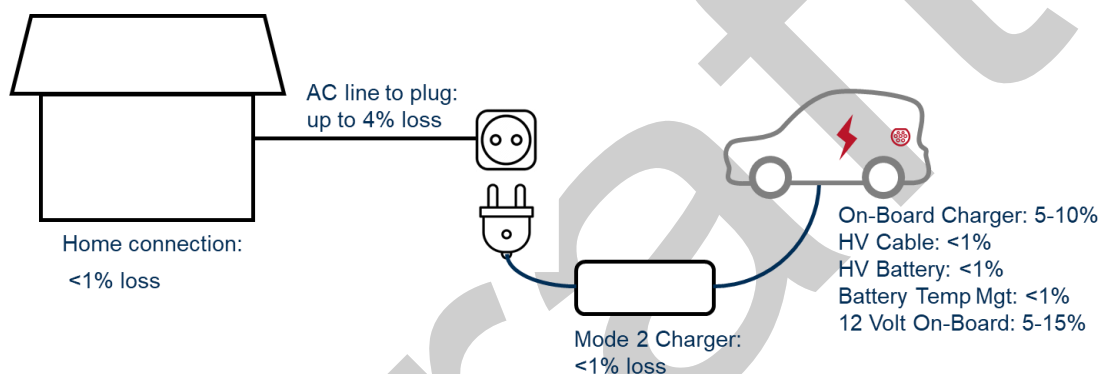 AC line to plug:
up to 4% loss
Home connection:
<1% loss
Mode 2 Charger:
<1% loss
On-Board Charger: 5-10%
HV Cable: <1%
HV Battery: <1%
Battery Temp Mgt: <1%
12 Volt On-Board: 5-15%